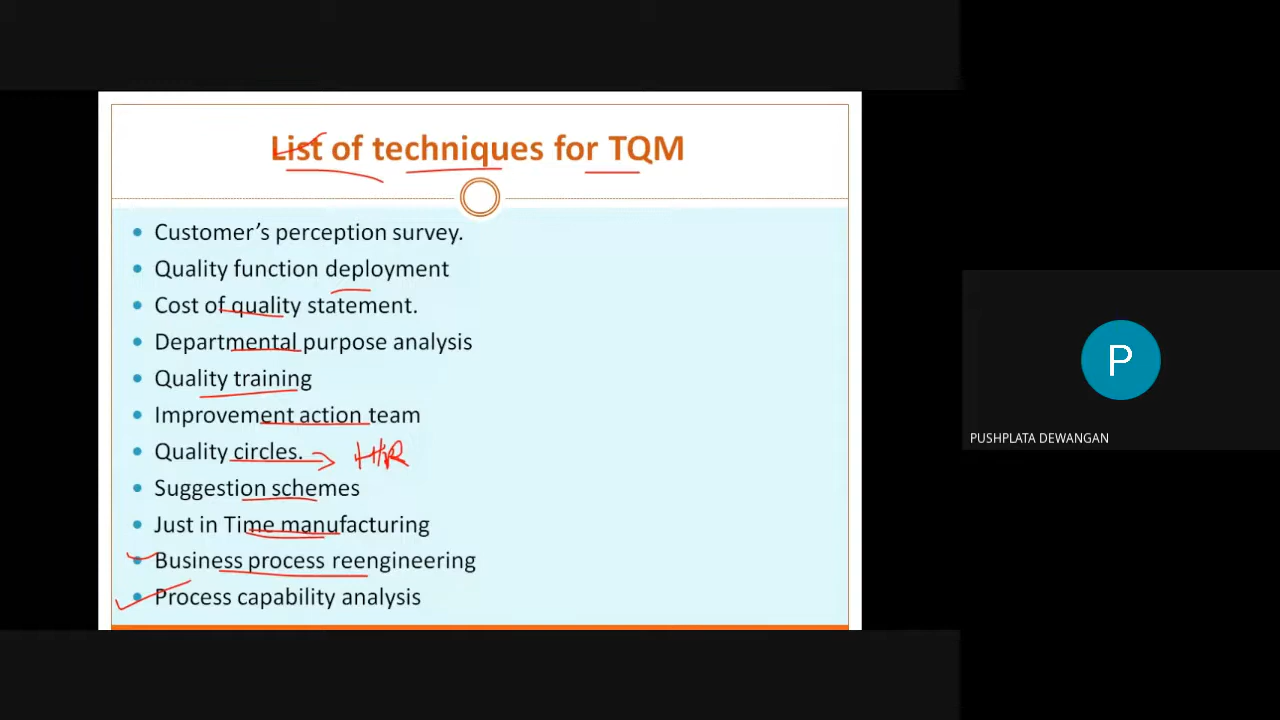 List of techniques for TQM
• Customer's perception survey.
• Quality function deployment
• Cost of quality statement.
• Departmental purpose analysis
• Quality training
• Improvement action team
• Quality circles. → HR
• Suggestion schemes
• Just in Time manufacturing
• Business process reengineering
• Process capability analysis
P
PUSHPLATA DEWANGAN